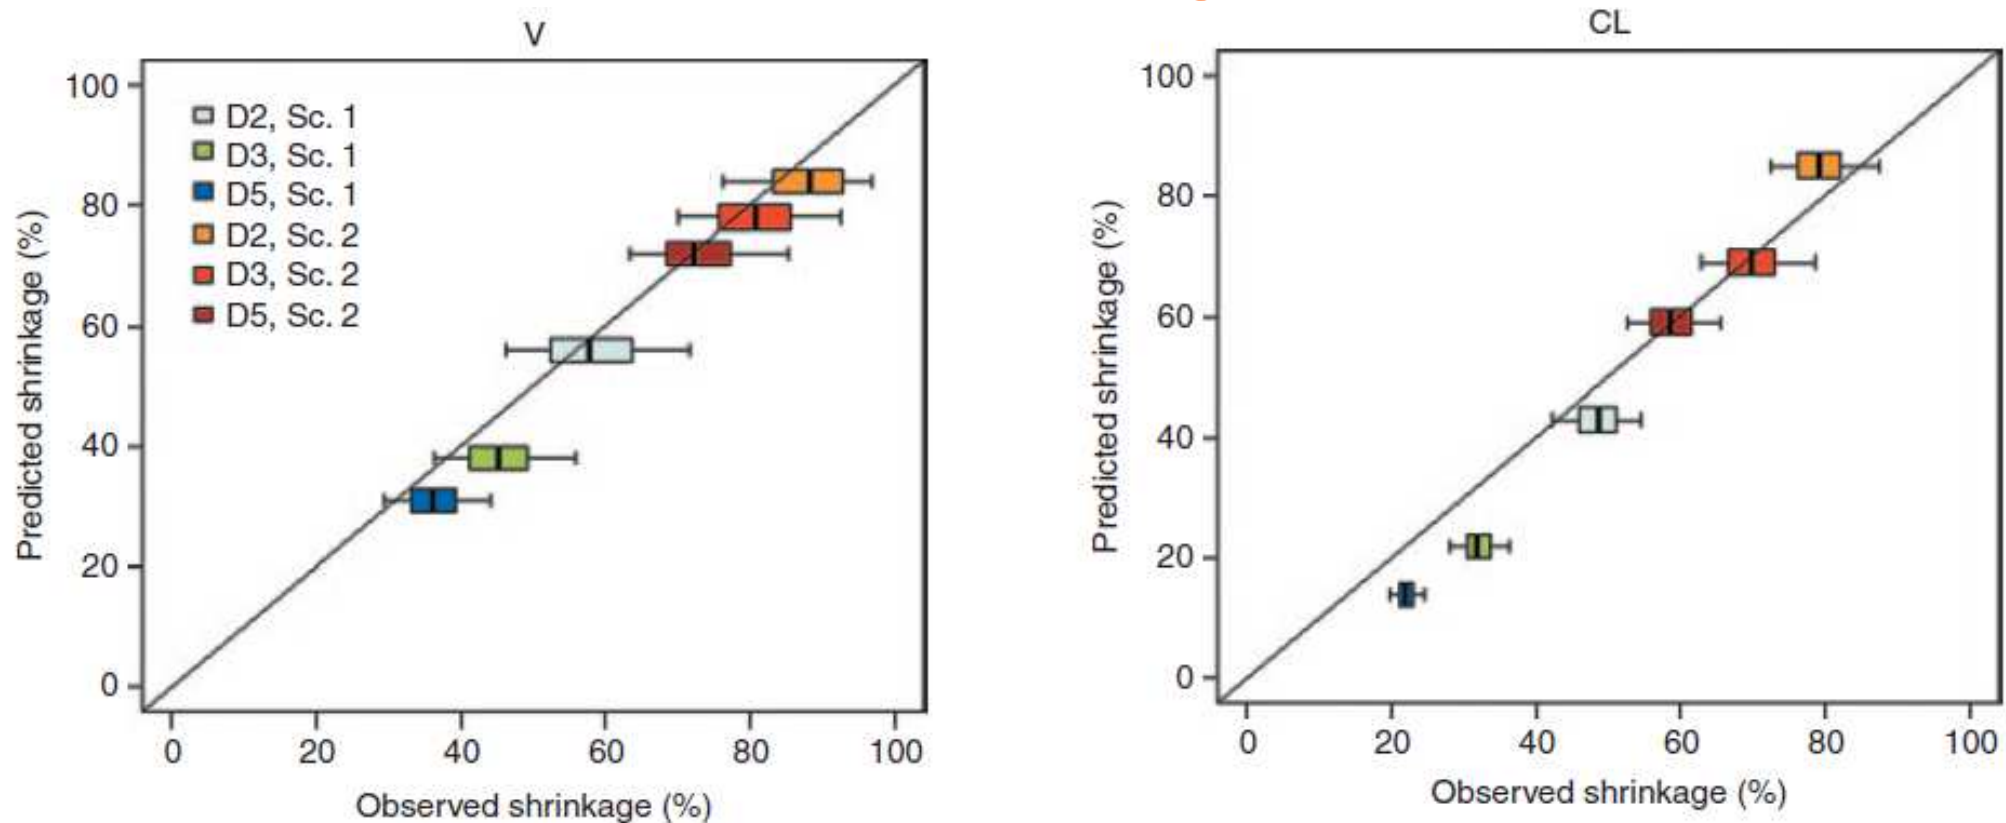 V
100
80
60
40
20
0
Predicted shrinkage (%)
D2, Sc. 1
D3, Sc. 1
D5, Sc. 1
D2, Sc. 2
D3, Sc. 2
D5, Sc. 2
0 20 40 60 80 100
Observed shrinkage (%)
CL
100
80
60
40
20
0
Predicted shrinkage (%)
0 20 40 60 80 100
Observed shrinkage (%)